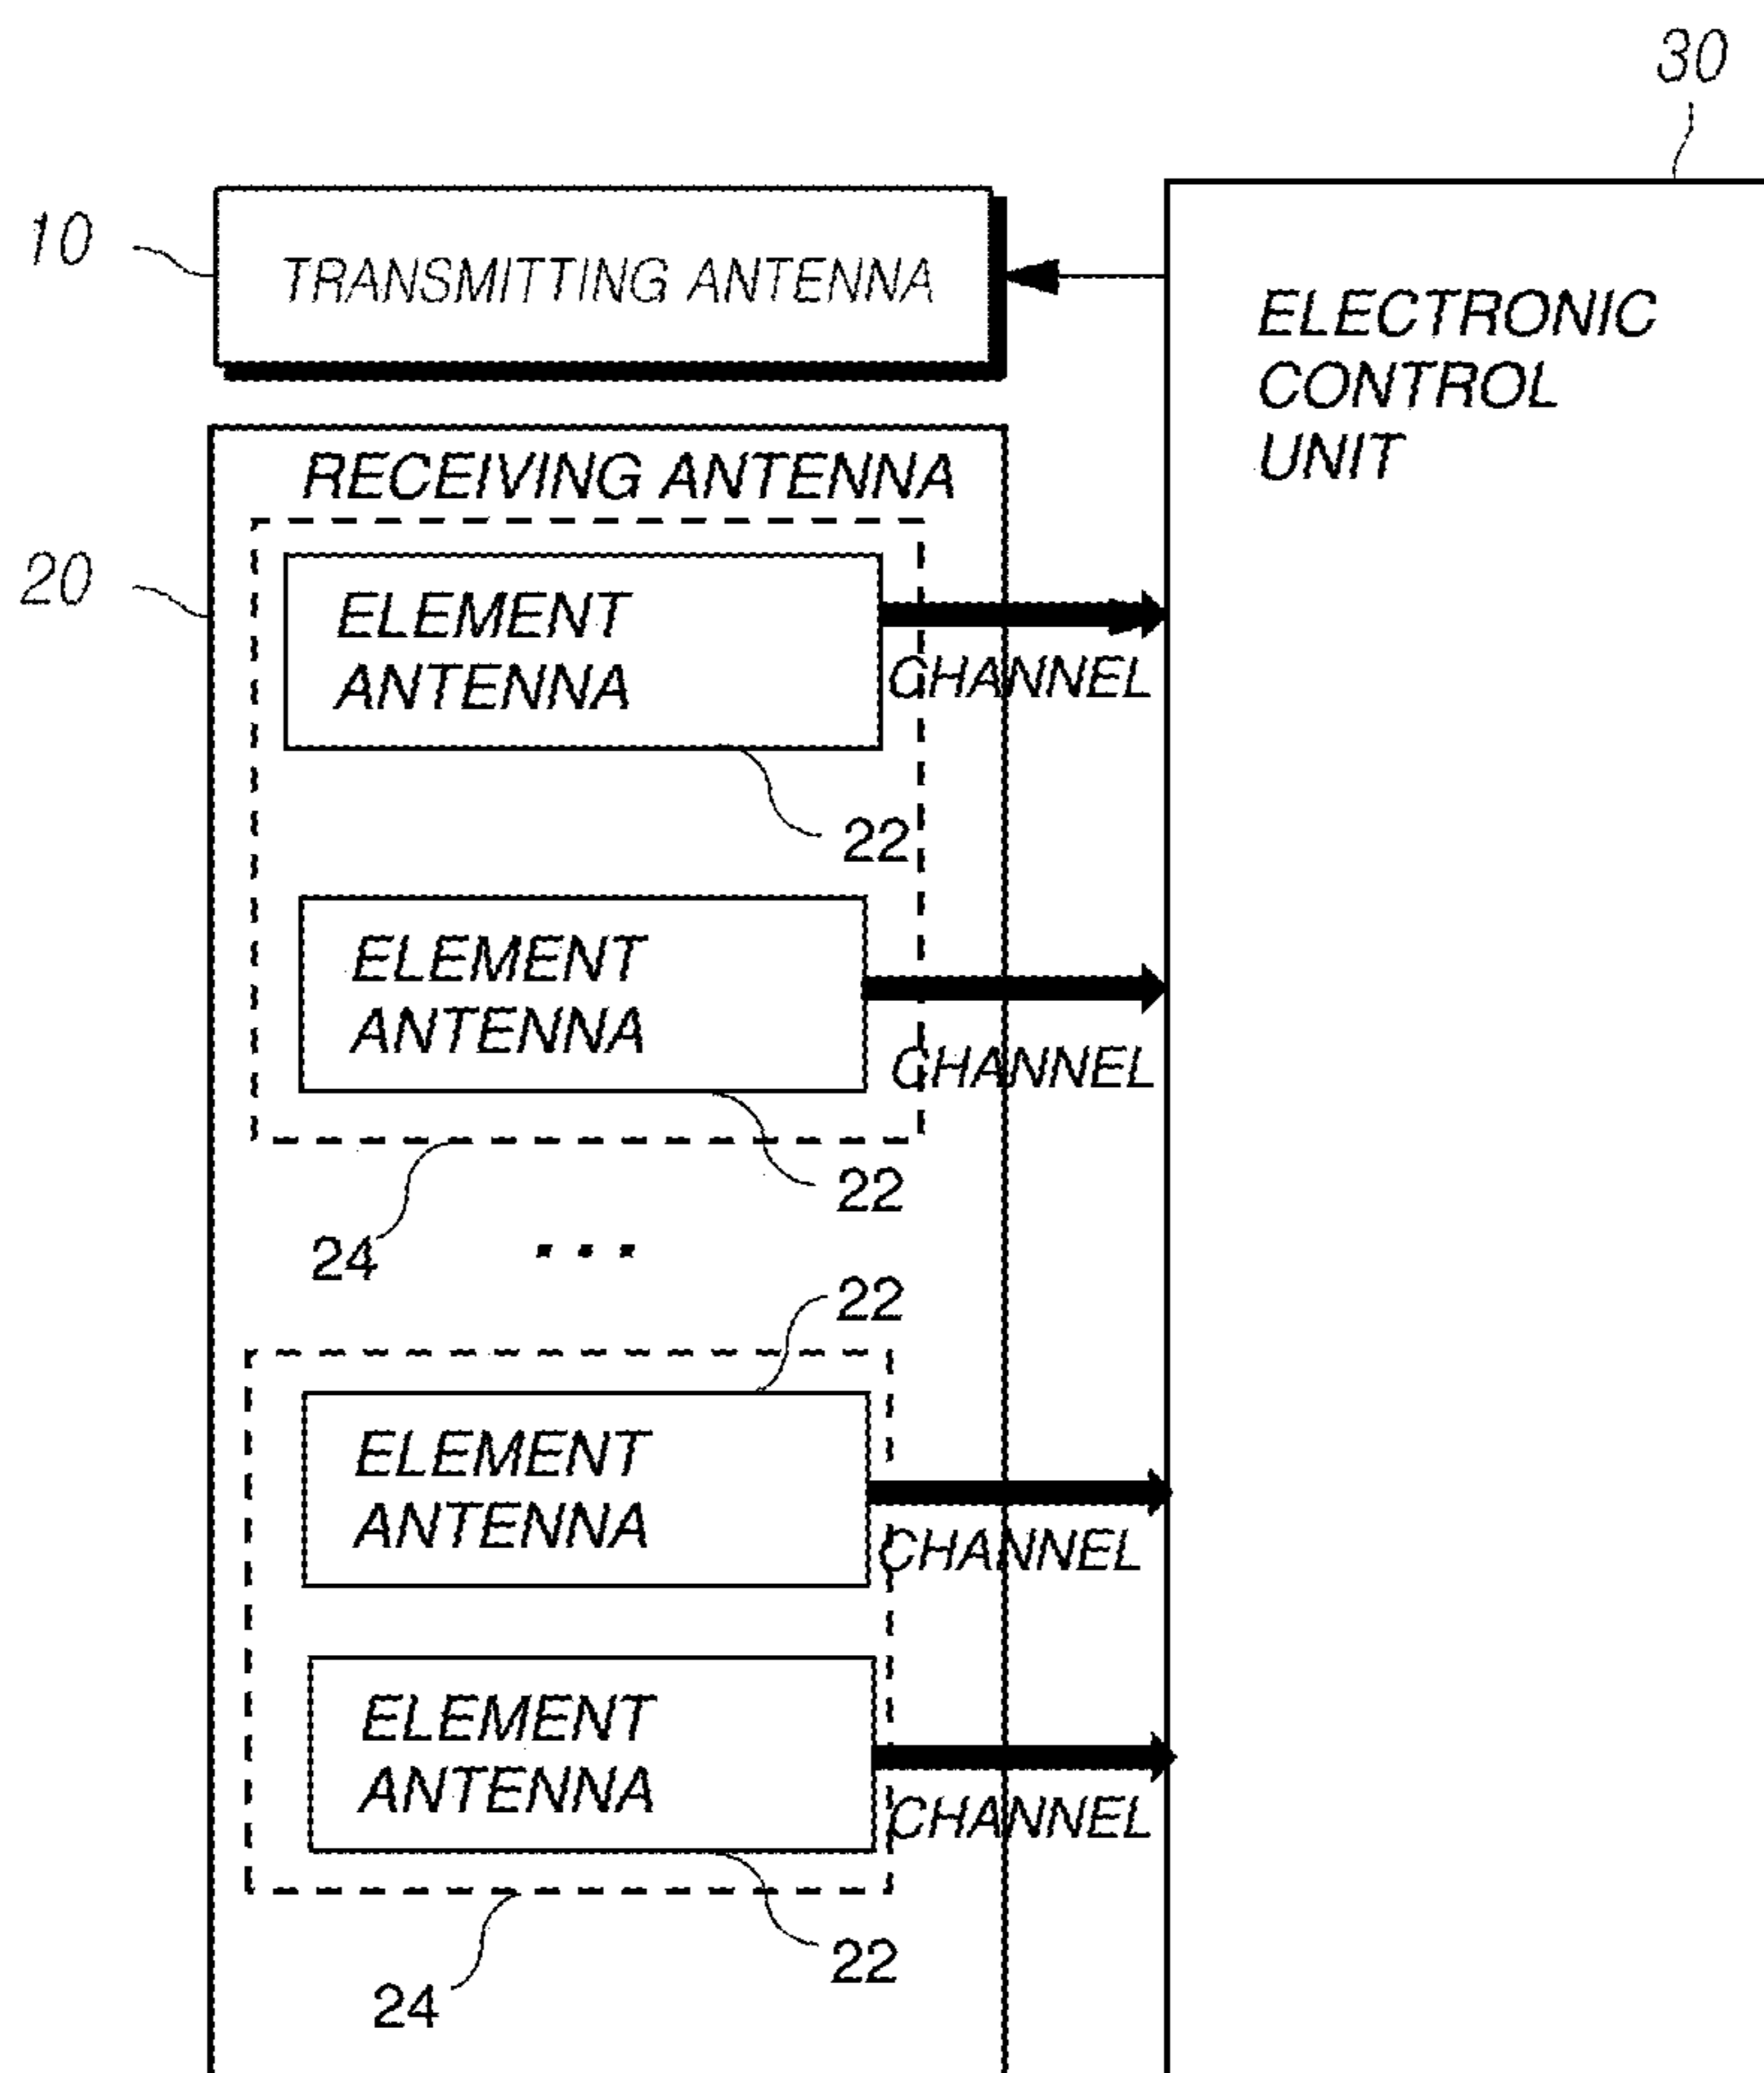 30
10
TRANSMITTING ANTENNA
ELECTRONIC
CONTROL
UNIT
RECEIVING ANTENNA
20
ELEMENT
ANTENNA
CHANNEL
22
ELEMENT
ANTENNA
CHANNEL
22
24
...
22
ELEMENT
ANTENNA
CHANNEL
ELEMENT
ANTENNA
CHANNEL
22
24